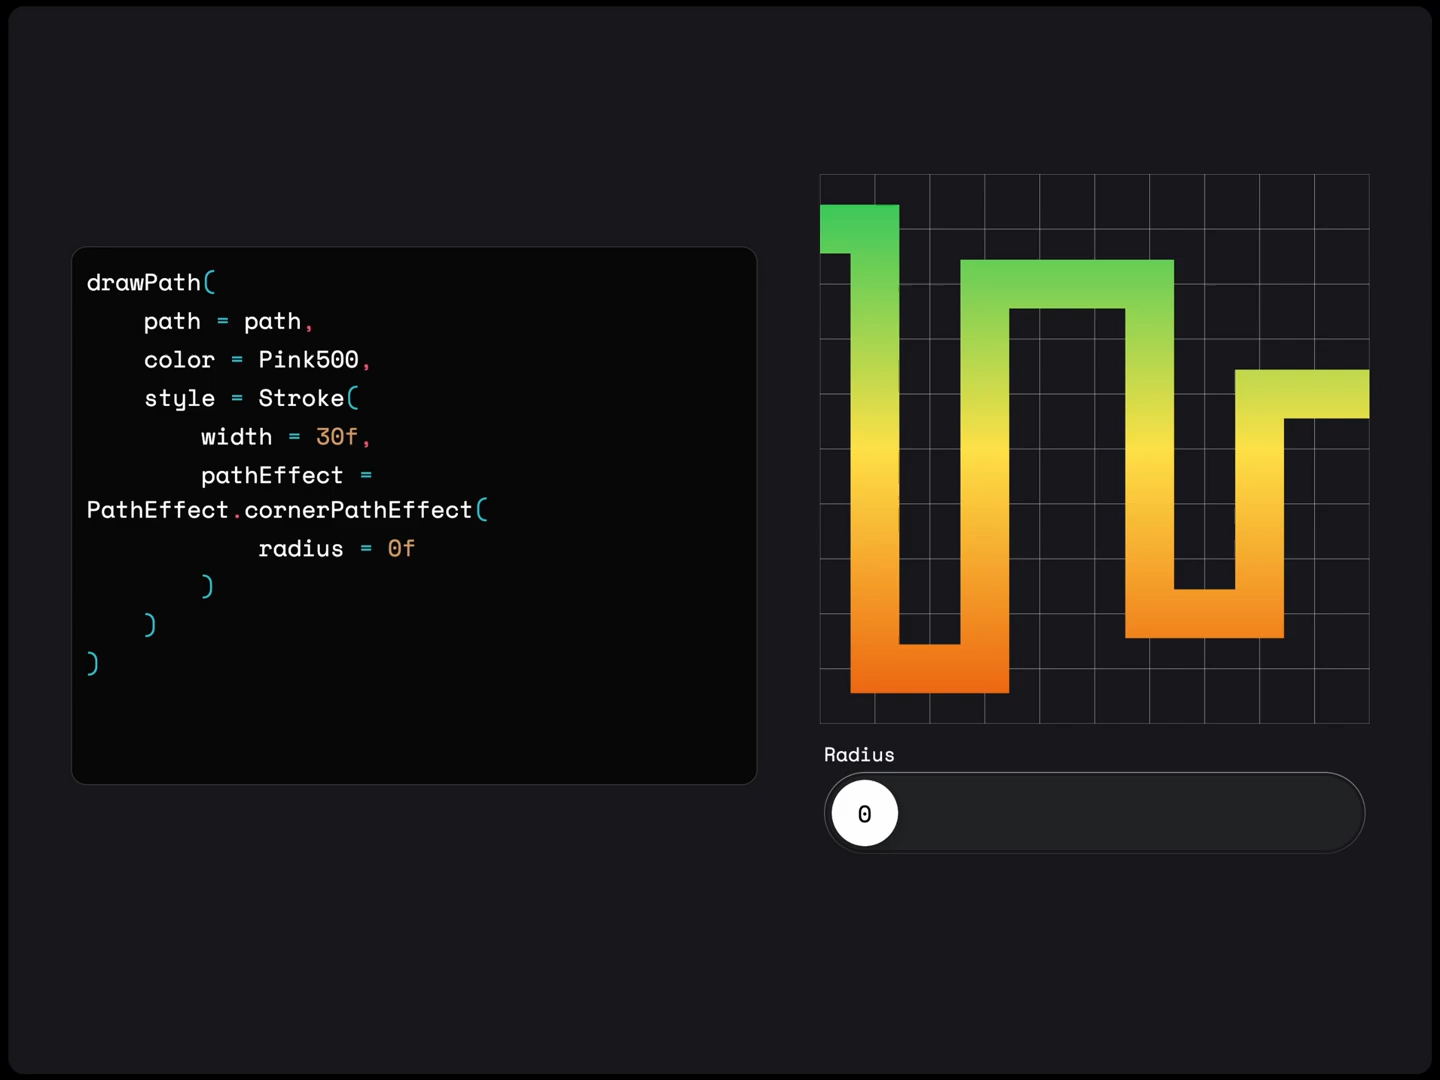 drawPath(
path = path,
color = Pink500,
style = Stroke(
width = 30f,
pathEffect =
PathEffect.cornerPathEffect(
radius = 0f
)
)
)
Radius
0